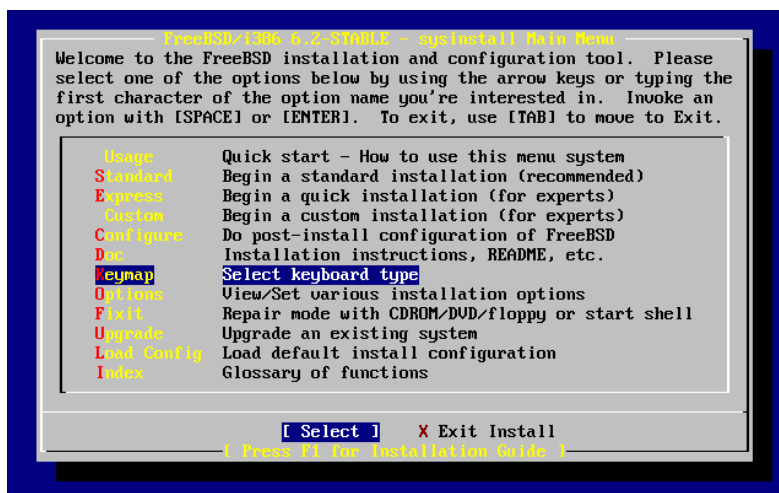 FreeBSD/i386 6.2-STABLE - sysinstall Main Menu
Welcome to the FreeBSD installation and configuration tool.  Please
select one of the options below by using the arrow keys or typing the
first character of the option name you're interested in.  Invoke an
option with [SPACE] or [ENTER].  To exit, use [TAB] to move to Exit.
Usage Quick start - How to use this menu system
Standard Begin a standard installation (recommended)
Express Begin a quick installation (for experts)
Custom Begin a custom installation (for experts)
Configure Do post-install configuration of FreeBSD
Doc Installation instructions, README, etc.
Keymap Select keyboard type
Options View/Set various installation options
Fixit Repair mode with CDROM/DVD/floppy or start shell
Upgrade Upgrade an existing system
Load Config Load default install configuration
Index Glossary of functions
[ Select ] X Exit Install
[ Press F1 for Installation Guide ]